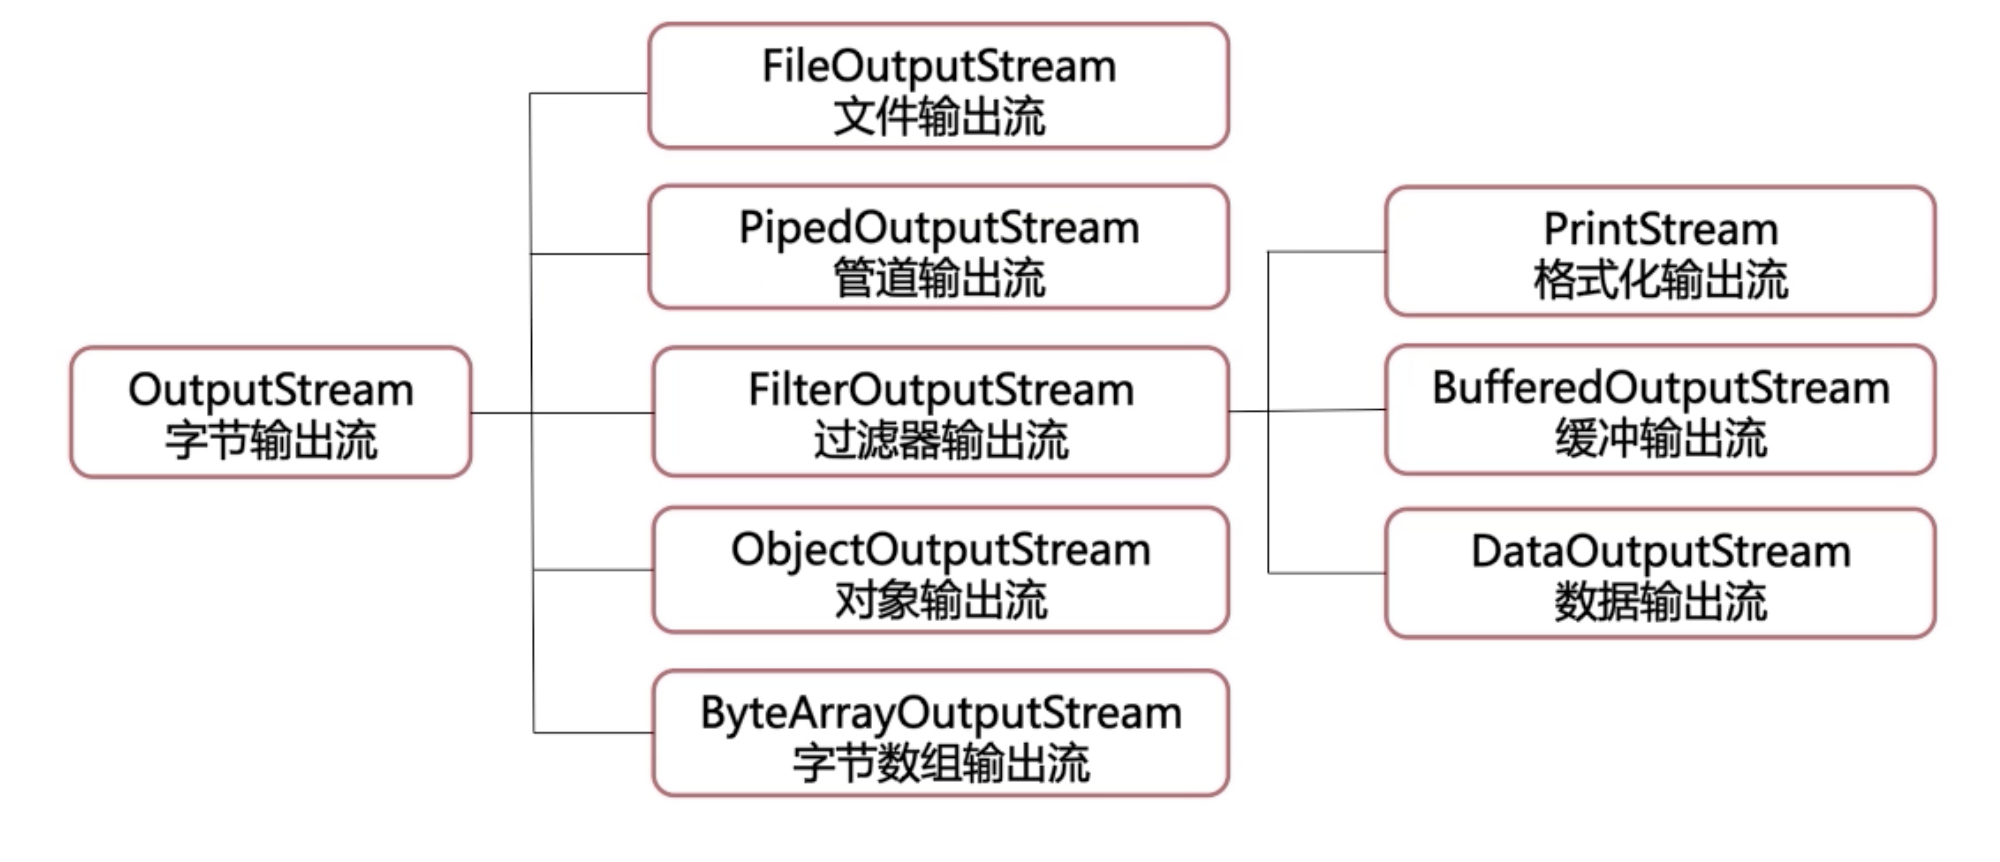 OutputStream
字节输出流
FileOutputStream
文件输出流
PipedOutputStream
管道输出流
FilterOutputStream
过滤器输出流
ObjectOutputStream
对象输出流
ByteArrayOutputStream
字节数组输出流
PrintStream
格式化输出流
BufferedOutputStream
缓冲输出流
DataOutputStream
数据输出流